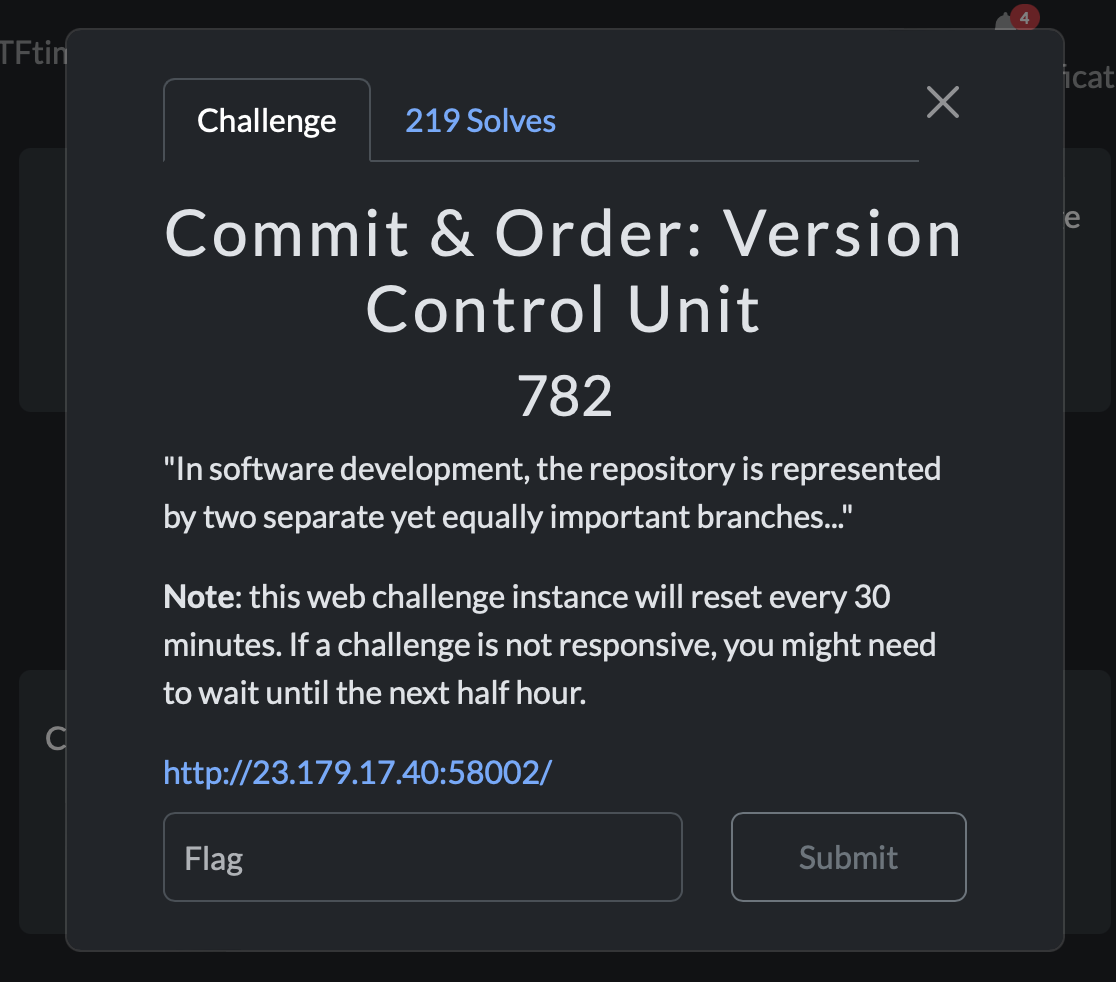 4
TFtim
ficat
Challenge
219 Solves
Commit & Order: Version
Control Unit
782
"In software development, the repository is represented
by two separate yet equally important branches..."
Note: this web challenge instance will reset every 30
minutes. If a challenge is not responsive, you might need
to wait until the next half hour.
http://23.179.17.40:58002/
Flag
Submit
C